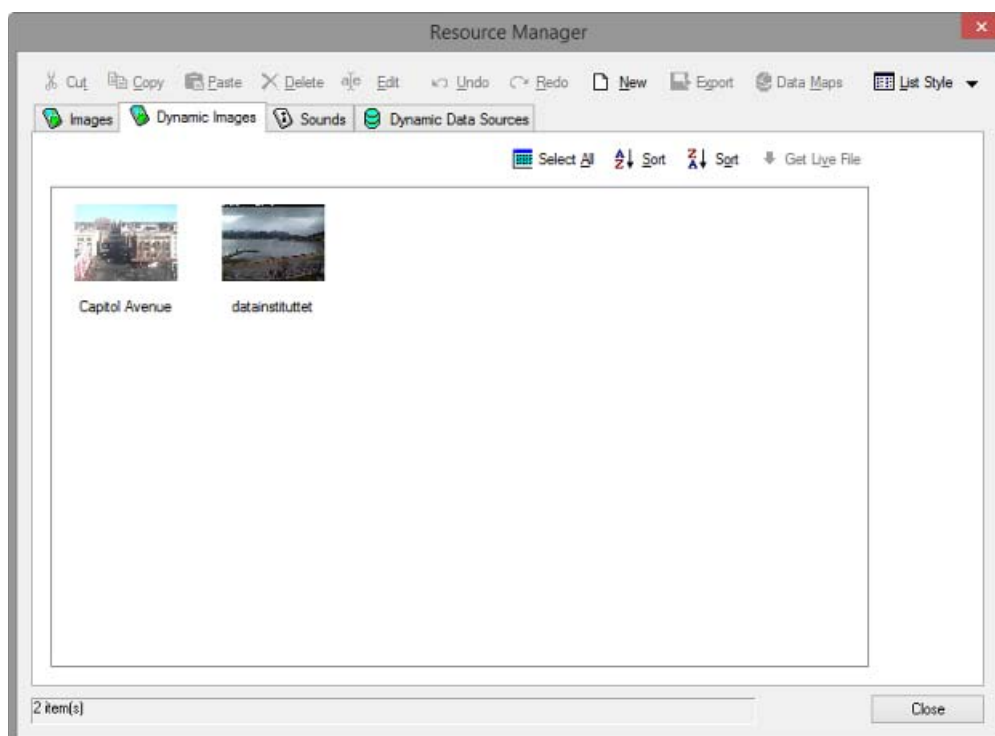 Resource Manager
Cut Copy Paste Delete a|e Edit Undo Redo New Export Data Maps List Style
Images Dynamic Images Sounds Dynamic Data Sources
Select All A Z Sort Z A Sort Get Live File
Capitol Avenue datainstituttet
2 item(s) Close